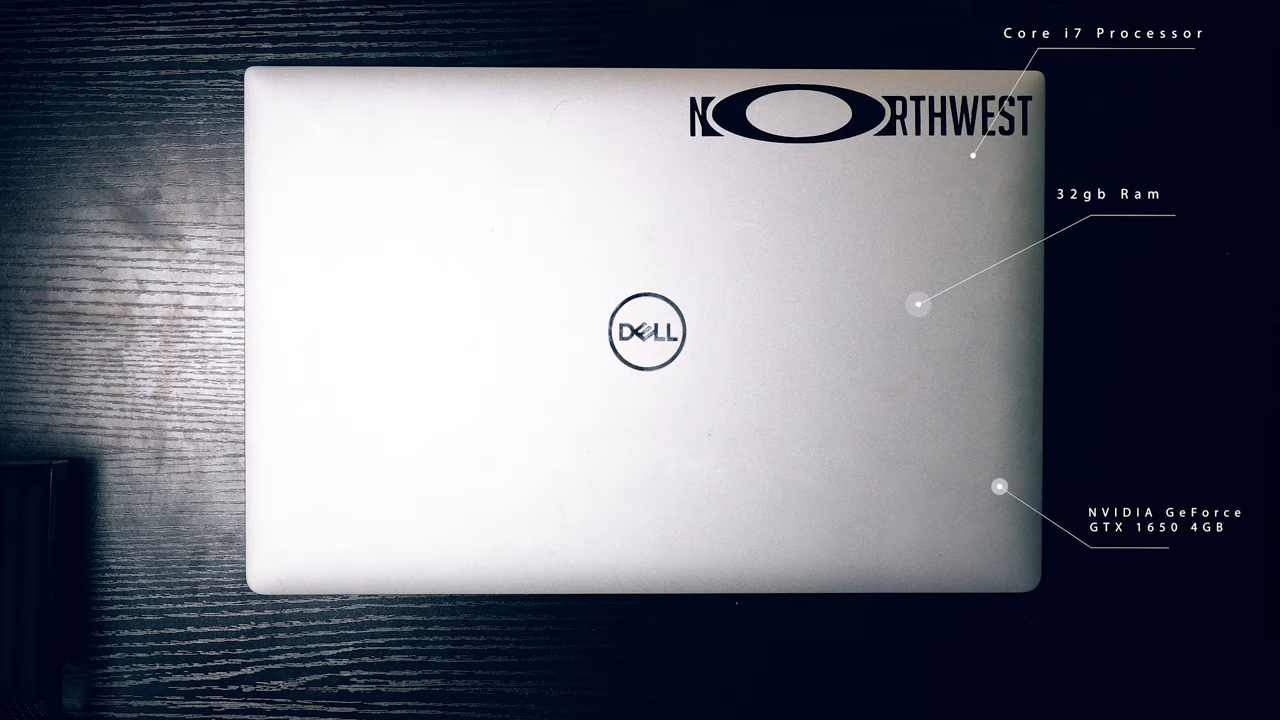 Core i7 Processor
NORTHWEST
32gb Ram
DELL
NVIDIA GeForce
GTX 1650 4GB